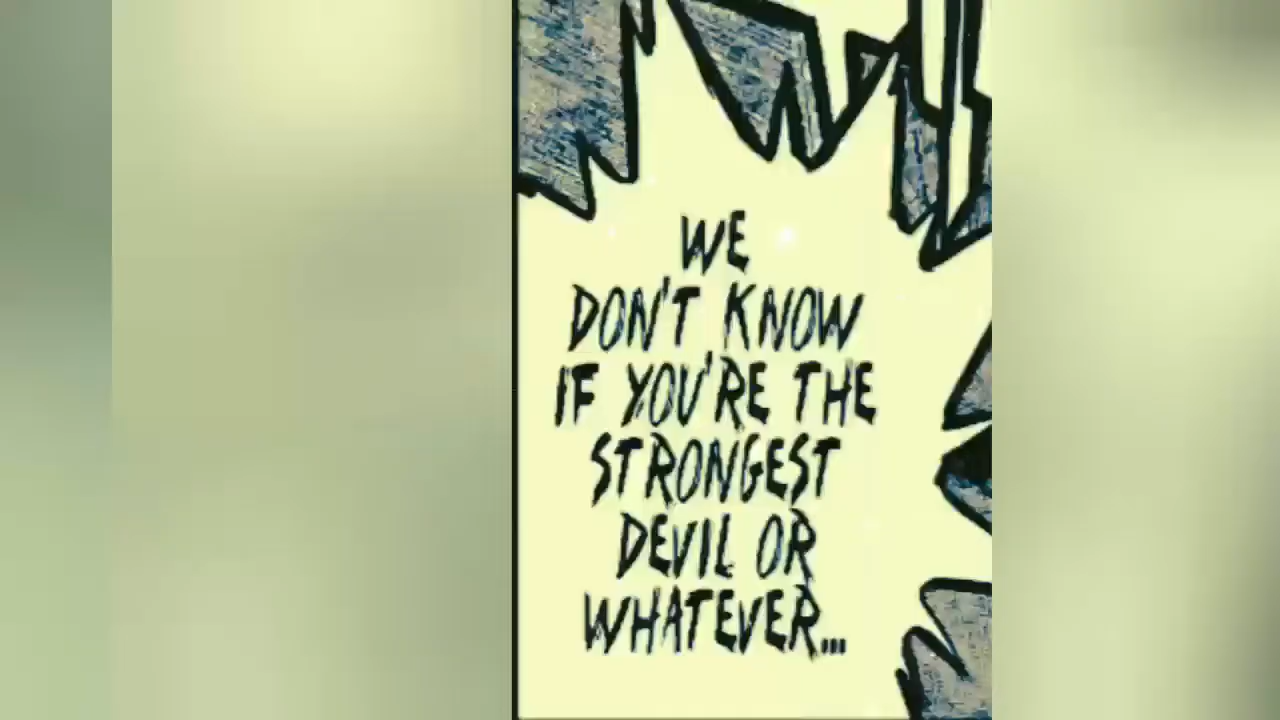 WE
DON'T KNOW
IF YOU'RE THE
STRONGEST
DEVIL OR
WHATEVER...